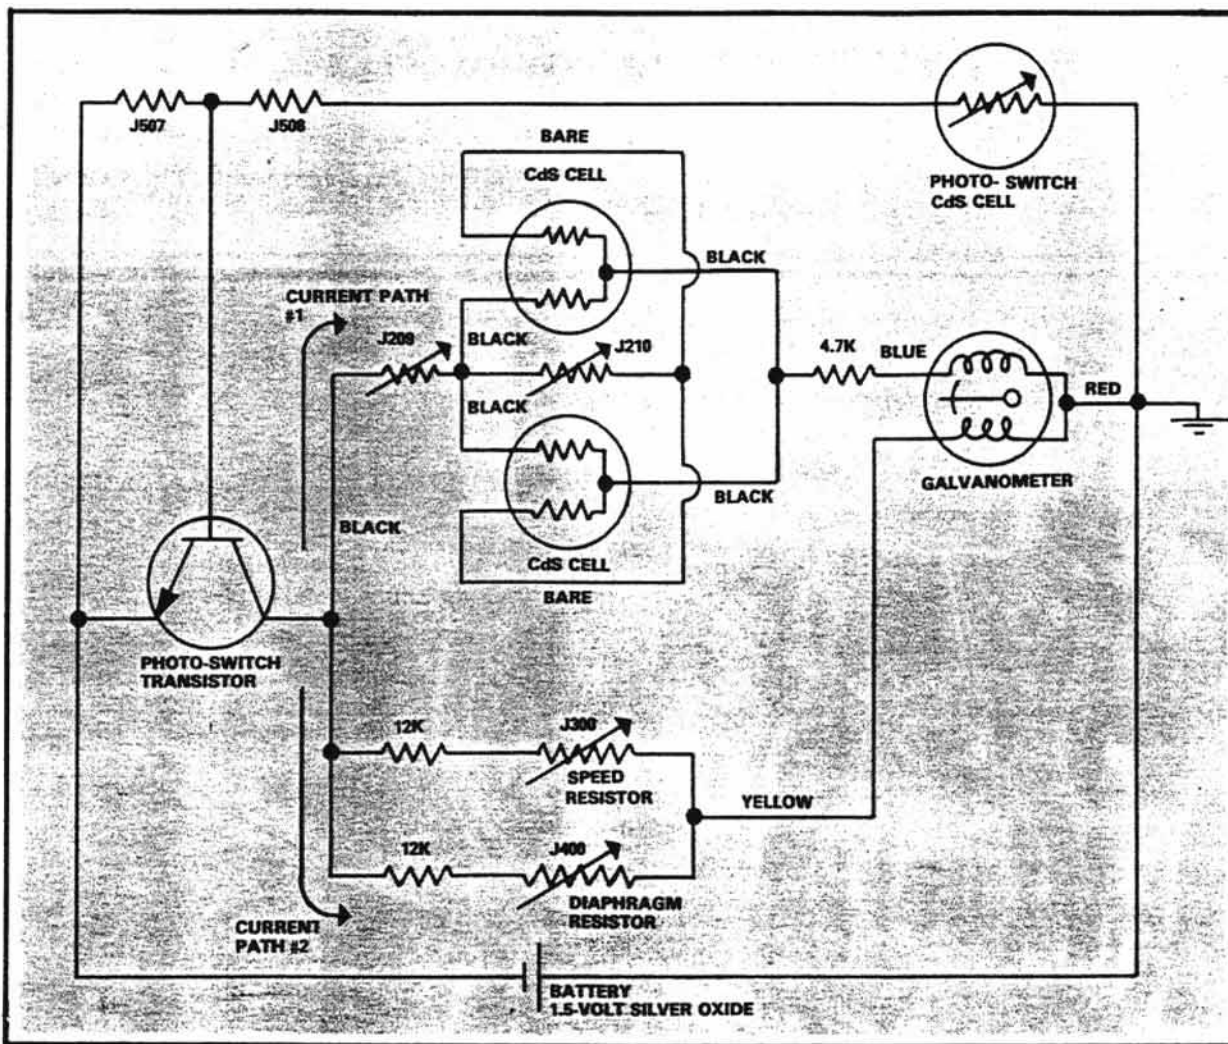 J507
J508
BARE
CdS CELL
PHOTO- SWITCH
CdS CELL
BLACK
CURRENT PATH
#1
J209
BLACK
J210
4.7K
BLUE
RED
BLACK
GALVANOMETER
BLACK
BLACK
CdS CELL
BARE
PHOTO-SWITCH
TRANSISTOR
12K
J300
SPEED
RESISTOR
YELLOW
12K
J400
DIAPHRAGM
RESISTOR
CURRENT
PATH #2
BATTERY
1.5-VOLT SILVER OXIDE